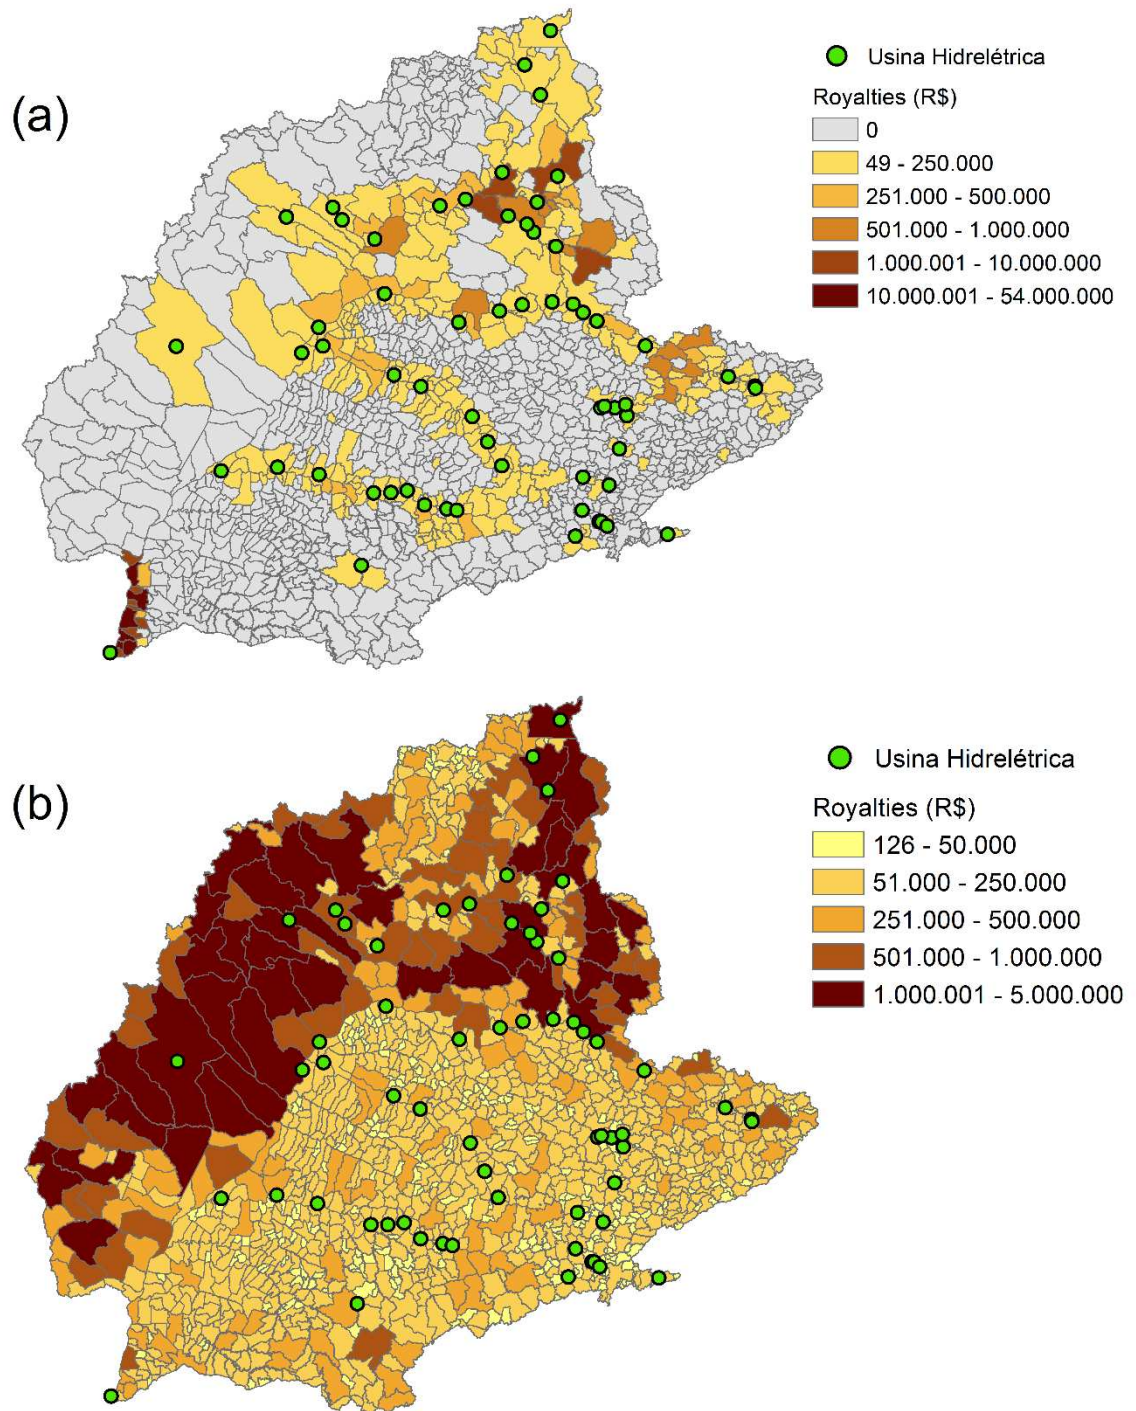 (a)
Usina Hidrelétrica
Royalties (R$)
0
49 - 250.000
251.000 - 500.000
501.000 - 1.000.000
1.000.001 - 10.000.000
10.000.001 - 54.000.000
(b)
Usina Hidrelétrica
Royalties (R$)
126 - 50.000
51.000 - 250.000
251.000 - 500.000
501.000 - 1.000.000
1.000.001 - 5.000.000